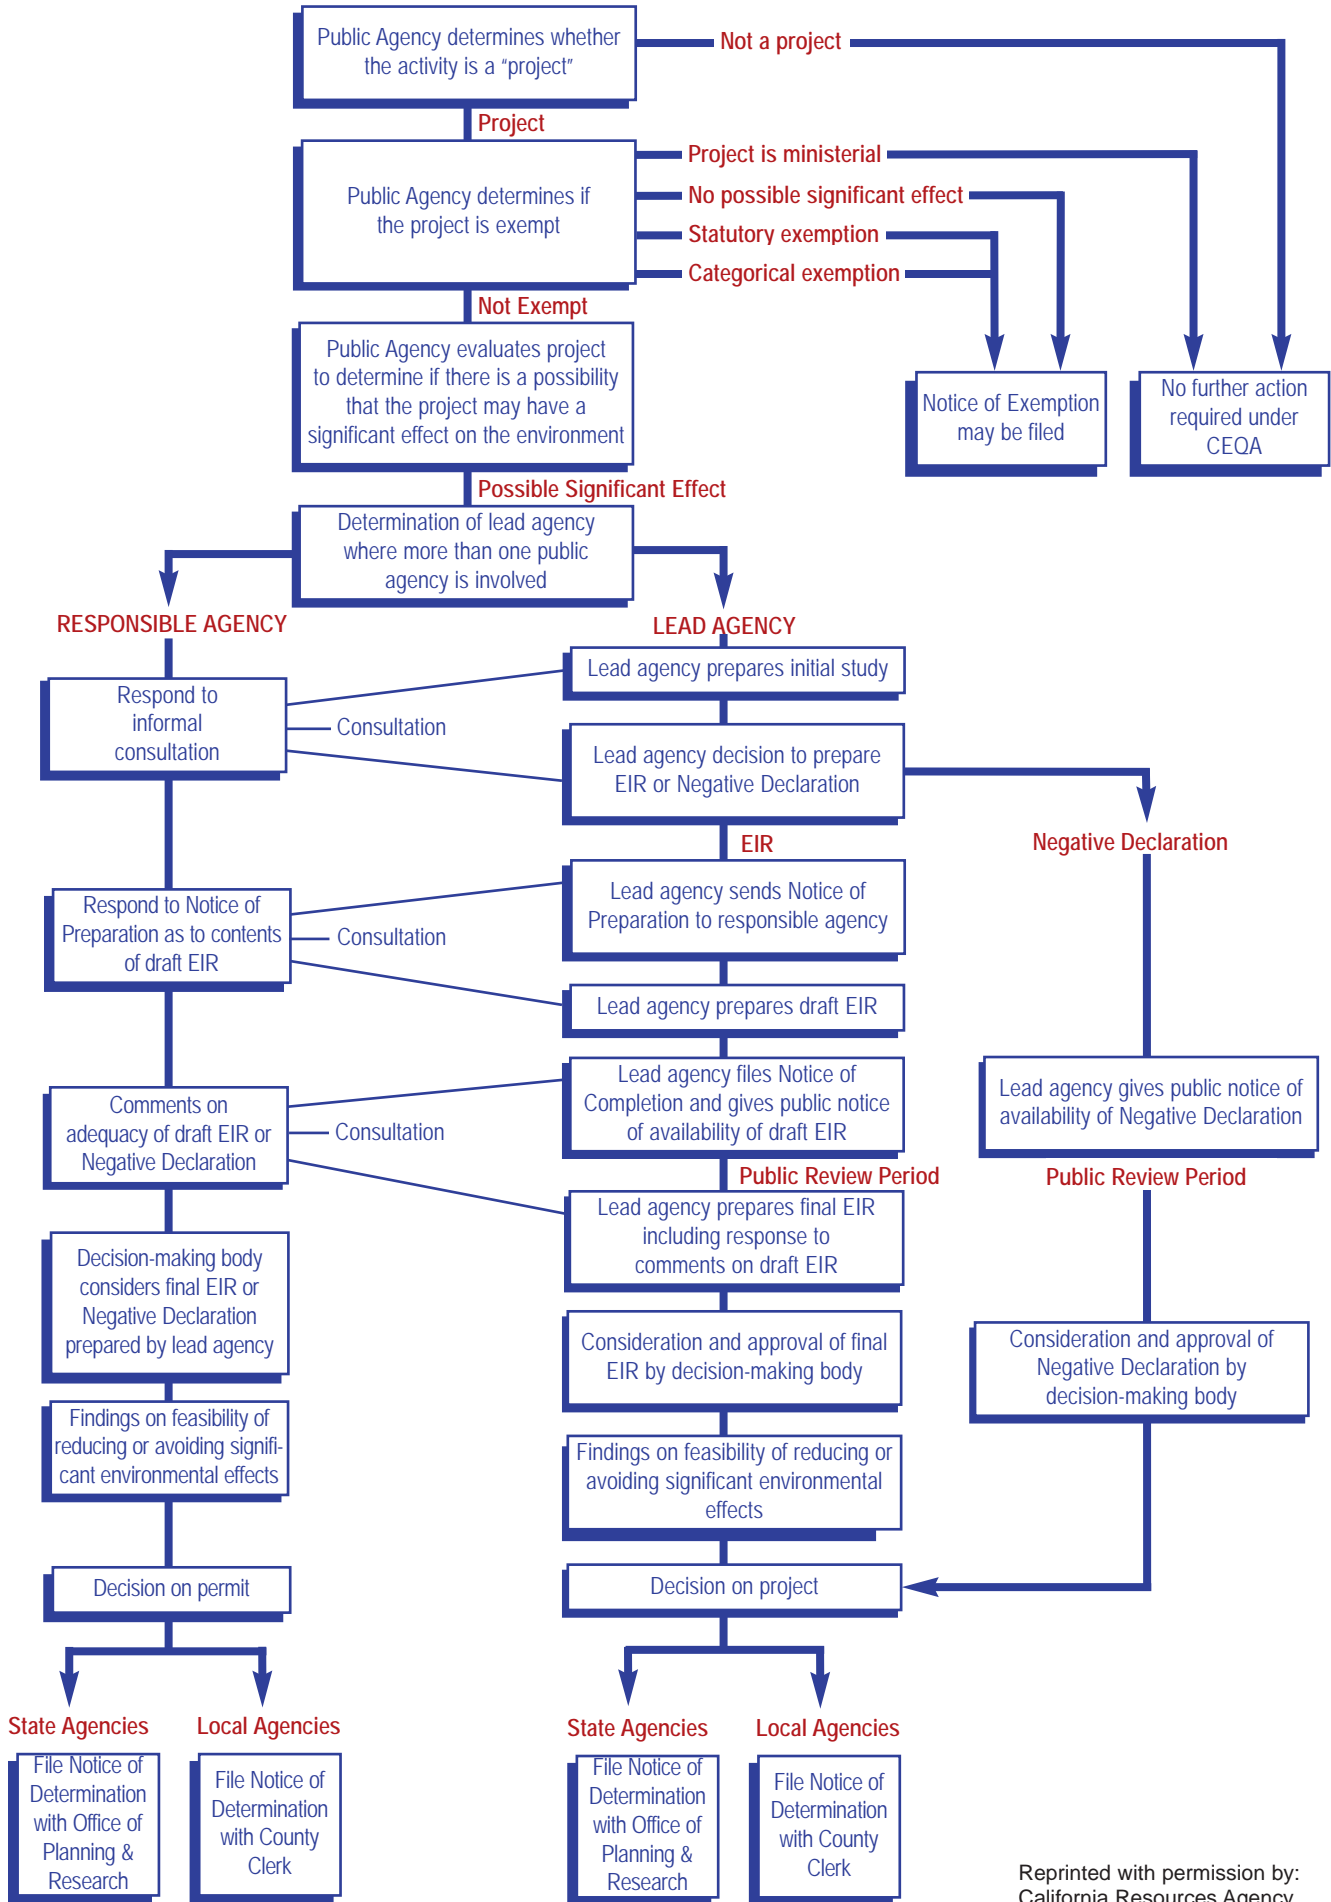 Public Agency determines whether
the activity is a “project”
Not a project
Project
Public Agency determines if
the project is exempt
Project is ministerial
No possible significant effect
Statutory exemption
Categorical exemption
Not Exempt
Public Agency evaluates project
to determine if there is a possibility
that the project may have a
significant effect on the environment
Notice of Exemption
may be filed
No further action
required under
CEQA
Possible Significant Effect
Determination of lead agency
where more than one public
agency is involved
RESPONSIBLE AGENCY
LEAD AGENCY
Respond to
informal
consultation
Consultation
Lead agency prepares initial study
Lead agency decision to prepare
EIR or Negative Declaration
EIR
Negative Declaration
Respond to Notice of
Preparation as to contents
of draft EIR
Consultation
Lead agency sends Notice of
Preparation to responsible agency
Lead agency prepares draft EIR
Comments on
adequacy of draft EIR or
Negative Declaration
Consultation
Lead agency files Notice of
Completion and gives public notice
of availability of draft EIR
Lead agency gives public notice of
availability of Negative Declaration
Public Review Period
Public Review Period
Lead agency prepares final EIR
including response to
comments on draft EIR
Decision-making body
considers final EIR or
Negative Declaration
prepared by lead agency
Consideration and approval of final
EIR by decision-making body
Consideration and approval of
Negative Declaration by
decision-making body
Findings on feasibility of
reducing or avoiding signifi-
cant environmental effects
Findings on feasibility of reducing or
avoiding significant environmental
effects
Decision on permit
Decision on project
State Agencies
Local Agencies
State Agencies
Local Agencies
File Notice of
Determination
with Office of
Planning &
Research
File Notice of
Determination
with County
Clerk
File Notice of
Determination
with Office of
Planning &
Research
File Notice of
Determination
with County
Clerk
Reprinted with permission by:
California Resources Agency